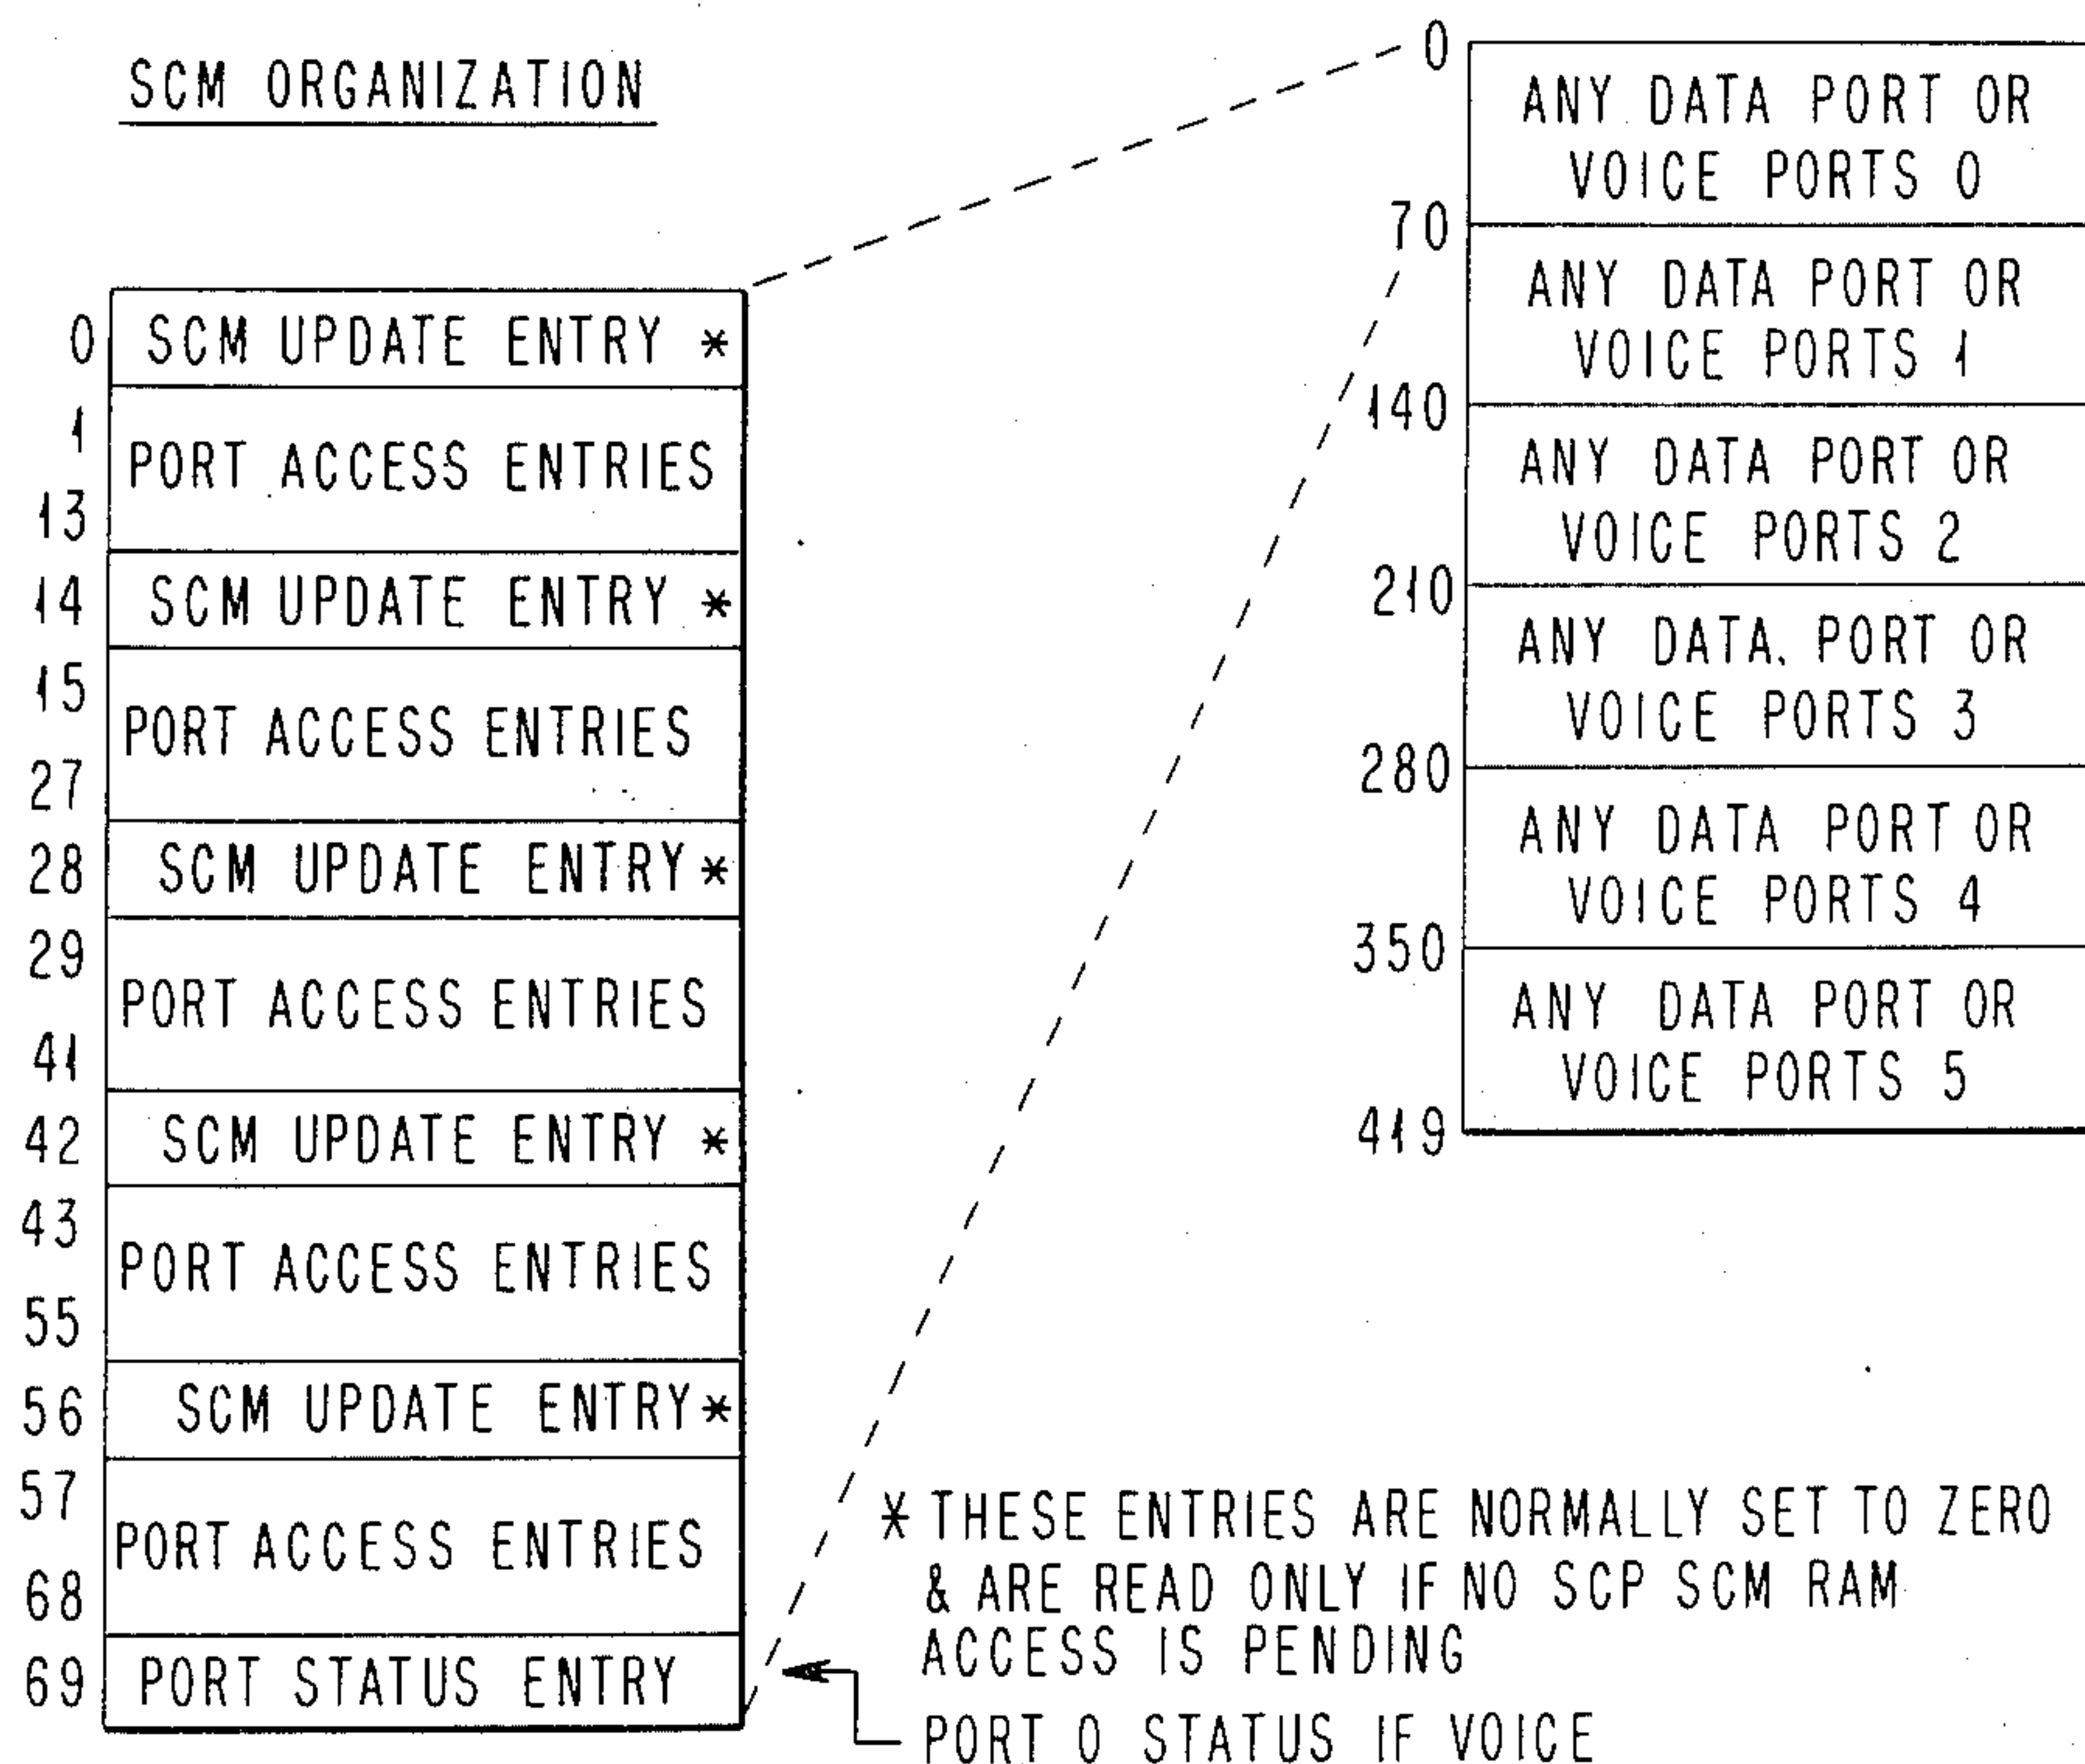 SCM ORGANIZATION
0 SCM UPDATE ENTRY *
1
PORT ACCESS ENTRIES
13
14 SCM UPDATE ENTRY *
15
PORT ACCESS ENTRIES
27
28 SCM UPDATE ENTRY *
29
PORT ACCESS ENTRIES
41
42 SCM UPDATE ENTRY *
43
PORT ACCESS ENTRIES
55
56 SCM UPDATE ENTRY *
57
PORT ACCESS ENTRIES
68
69 PORT STATUS ENTRY
0
ANY DATA PORT OR
VOICE PORTS 0
70
ANY DATA PORT OR
VOICE PORTS 1
140
ANY DATA PORT OR
VOICE PORTS 2
210
ANY DATA PORT OR
VOICE PORTS 3
280
ANY DATA PORT OR
VOICE PORTS 4
350
ANY DATA PORT OR
VOICE PORTS 5
419
* THESE ENTRIES ARE NORMALLY SET TO ZERO
& ARE READ ONLY IF NO SCP SCM RAM
ACCESS IS PENDING
PORT 0 STATUS IF VOICE